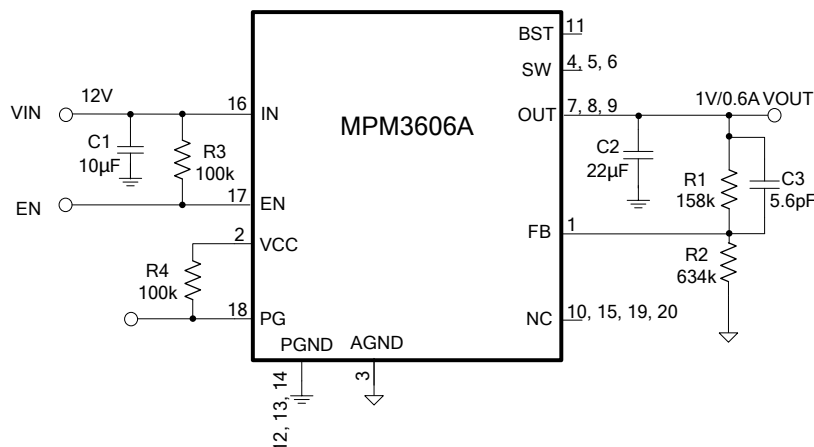 BST 11
SW 4, 5, 6
VIN 12V 16 IN
MPM3606A
OUT 7, 8, 9 1V/0.6A VOUT
C1
10µF
R3
100k
C2
22µF
R1
158k
C3
5.6pF
EN 17 EN
2 VCC
FB 1
R4
100k
R2
634k
18 PG
NC 10, 15, 19, 20
PGND AGND
12, 13, 14
3